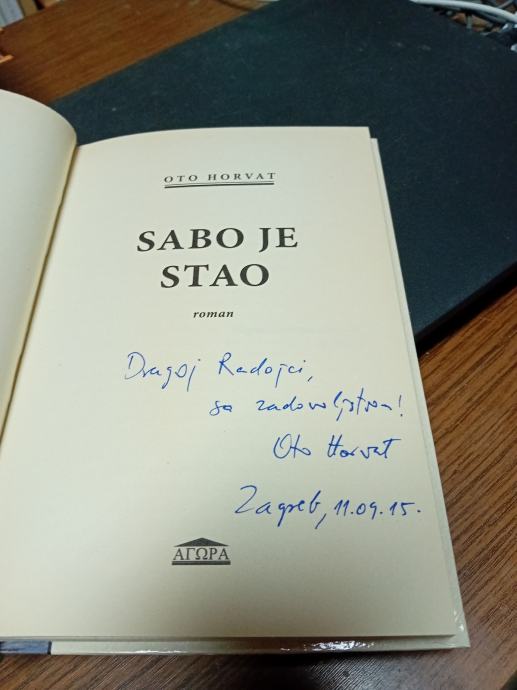 OTO HORVAT
SABO JE
STAO
roman
Dragoj Radojci,
sa zadovoljstvom!
Oto Horvat
Zagreb, 11.09.15.
ΑΓΩΡΑ